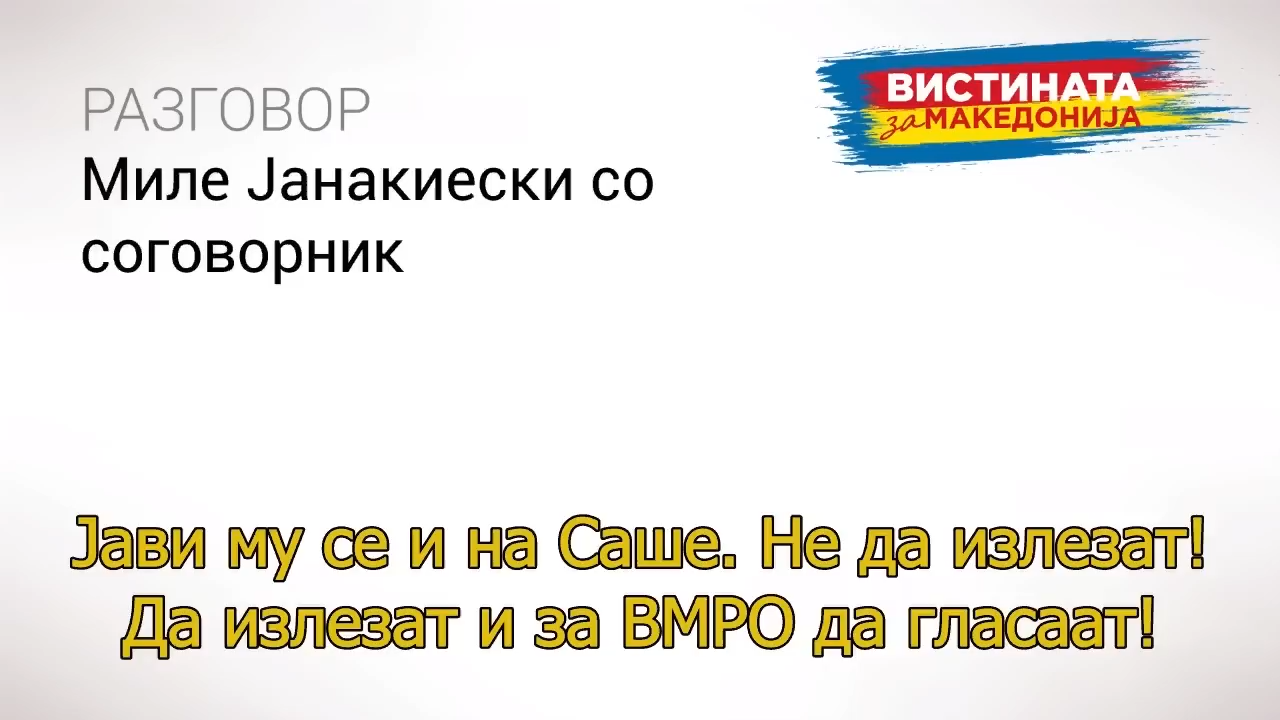 РАЗГОВОР
Миле Јанакиески со
соговорник
ВИСТИНАТА
за МАКЕДОНИЈА
Јави му се и на Саше. Не да излезат!
Да излезат и за ВМРО да гласаат!